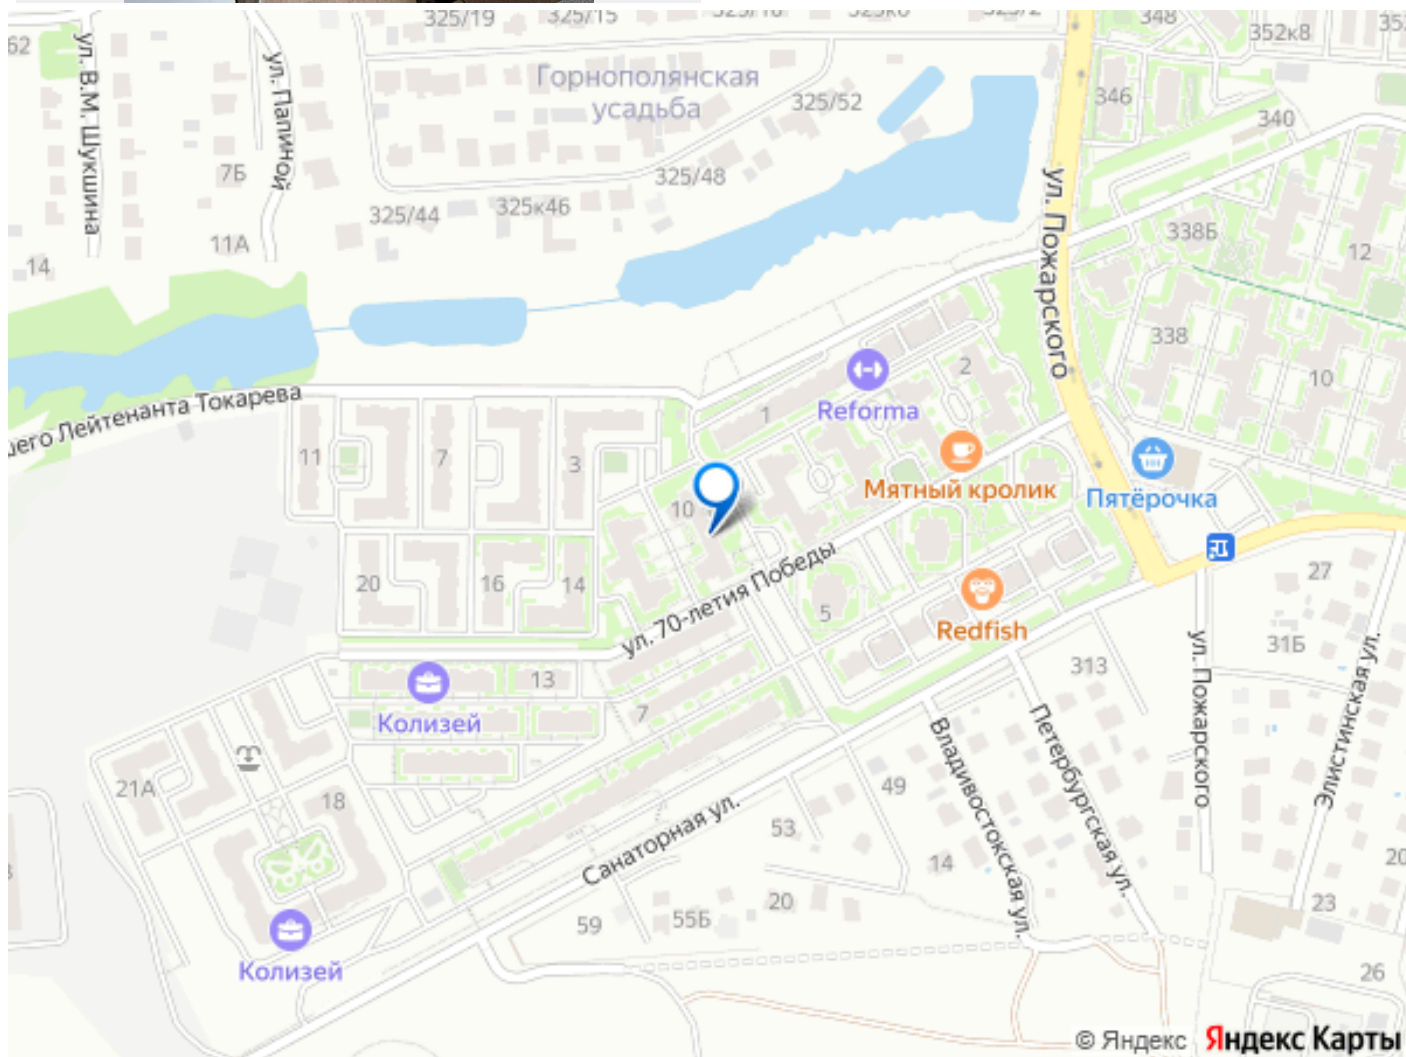 325/19
325/15
348
352к8
62
ул. В.М. Шукшина
ул. Палиной
Горнополянская
усадьба
325/52
346
340
7Б
325/48
ул. Пожарского
325/44
325к46
338Б
11А
12
14
338
шего Лейтенанта Токарева
2
10
1
Reforma
11
7
3
Мятный кролик
Пятёрочка
10
20
16
14
ул. 70-летия Победы
5
Redfish
27
31Б
13
Колизей
7
313
ул. Пожарского
Элистинская ул.
Петербургская ул.
Владивостокская ул.
21А
18
49
Санаторная ул.
53
14
20
20
59
55Б
23
Колизей
26
© Яндекс Яндекс Карты